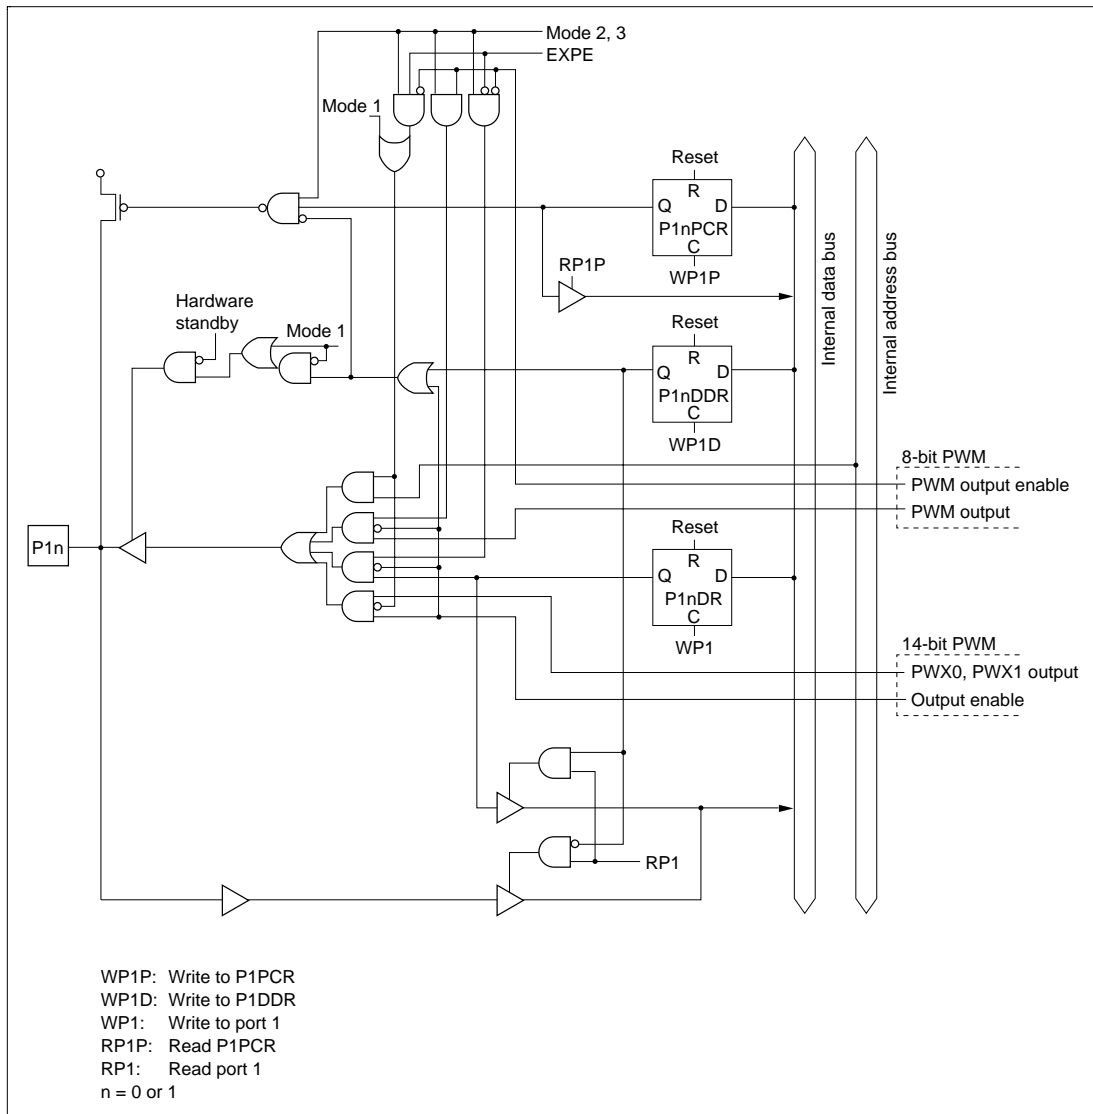 Mode 2, 3
EXPE
Mode 1
Reset
R
Q D
P1nPCR
C
WP1P
RP1P
Hardware
standby
Mode 1
Reset
R
Q D
P1nDDR
C
WP1D
Internal data bus
Internal address bus
8-bit PWM
PWM output enable
PWM output
P1n
Reset
R
Q D
P1nDR
C
WP1
14-bit PWM
PWX0, PWX1 output
Output enable
RP1
WP1P: Write to P1PCR
WP1D: Write to P1DDR
WP1: Write to port 1
RP1P: Read P1PCR
RP1: Read port 1
n = 0 or 1